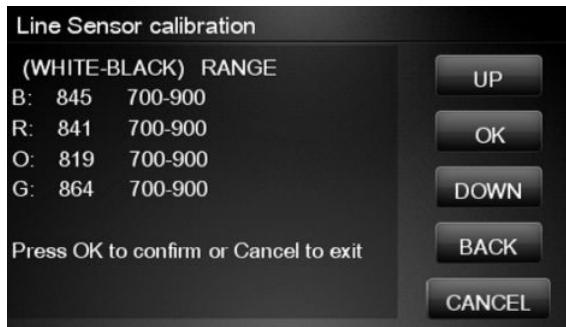 Line Sensor calibration
(WHITE-BLACK) RANGE
B: 845 700-900
R: 841 700-900
O: 819 700-900
G: 864 700-900
Press OK to confirm or Cancel to exit
UP
OK
DOWN
BACK
CANCEL